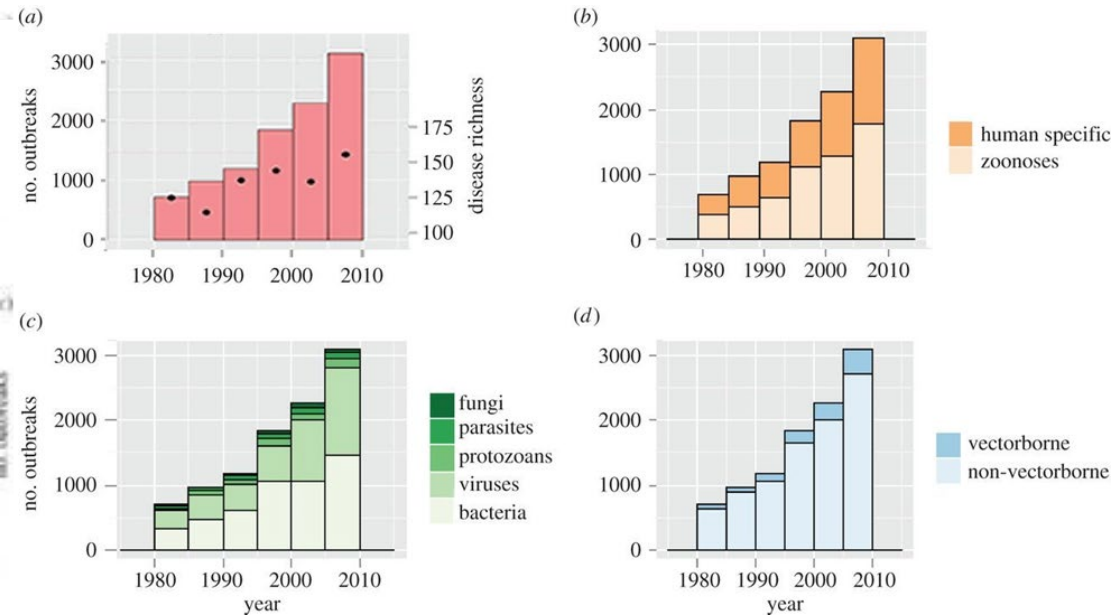 (a)
no. outbreaks
3000
2000
1000
0
175
150
125
100
disease richness
1980 1990 2000 2010
(b)
3000
2000
1000
0
1980 1990 2000 2010
human specific
zoonoses
(c)
no. outbreaks
3000
2000
1000
0
1980 1990 2000 2010
year
fungi
parasites
protozoans
viruses
bacteria
(d)
3000
2000
1000
0
1980 1990 2000 2010
year
vectorborne
non-vectorborne